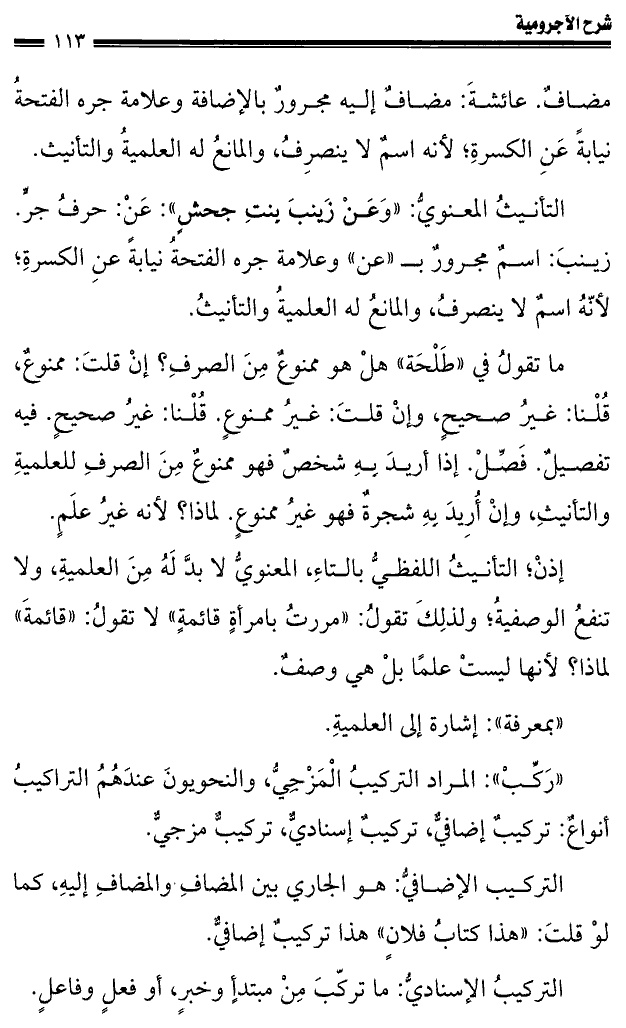 شرح الآجرومية
١١٣
مضافٌ. عائشةَ: مضافٌ إليه مجرورٌ بالإضافة وعلامة جره الفتحةُ
نيابةً عَنِ الكسرةِ؛ لأنه اسمٌ لا ينصرفُ، والمانعُ له العلميةُ والتأنيث.
التأنيثُ المعنويُّ: «وَعَنْ زَينبَ بنتِ جحشٍ»: عَنْ: حرفُ جرٍّ.
زينبَ: اسمٌ مجرورٌ بـ «عن» وعلامة جره الفتحةُ نيابةً عنِ الكسرةِ؛
لأنّهُ اسمٌ لا ينصرفُ، والمانعُ له العلميةُ والتأنيثُ.
ما تقولُ في «طَلْحَة» هلْ هو ممنوعٌ مِنَ الصرفِ؟ إنْ قلتَ: ممنوعٌ،
قُلْنا: غيرُ صحيحٍ، وإنْ قلتَ: غيرُ ممنوعٍ. قُلْنا: غيرُ صحيحٍ. فيه
تفصيلٌ. فَصِّلْ. إذا أريدَ بِهِ شخصٌ فهو ممنوعٌ مِنَ الصرفِ للعلميةِ
والتأنيثِ، وإنْ أُرِيدَ بِهِ شجرةٌ فهو غيرُ ممنوعٍ. لماذا؟ لأنه غيرُ علَمٍ.
إذنْ؛ التأنيثُ اللفظيُّ بالتاءِ، المعنويُّ لا بدَّ لَهُ مِنَ العلميةِ، ولا
تنفعُ الوصفيةُ؛ ولذلِكَ تقولُ: «مررتُ بامرأةٍ قائمةٍ» لا تقولُ: «قائمةَ»
لماذا؟ لأنها ليستْ علمًا بلْ هي وصفٌ.
«بمعرفة»: إشارة إلى العلميةِ.
«رَكِّبْ»: المراد التركيبُ الْمَزْجِيُّ، والنحويونَ عندَهُمُ التراكيبُ
أنواعٌ: تركيبٌ إضافيٌّ، تركيبٌ إسناديٌّ، تركيبٌ مزجيٌّ.
التركيب الإضافيُّ: هو الجاري بين المضاف والمضاف إليهِ، كما
لوْ قلتَ: «هذا كتابُ فلانٍ» هذا تركيبٌ إضافيٌّ.
التركيبُ الإسناديُّ: ما تركّبَ مِنْ مبتدأٍ وخبرٍ، أو فعلٍ وفاعلٍ.